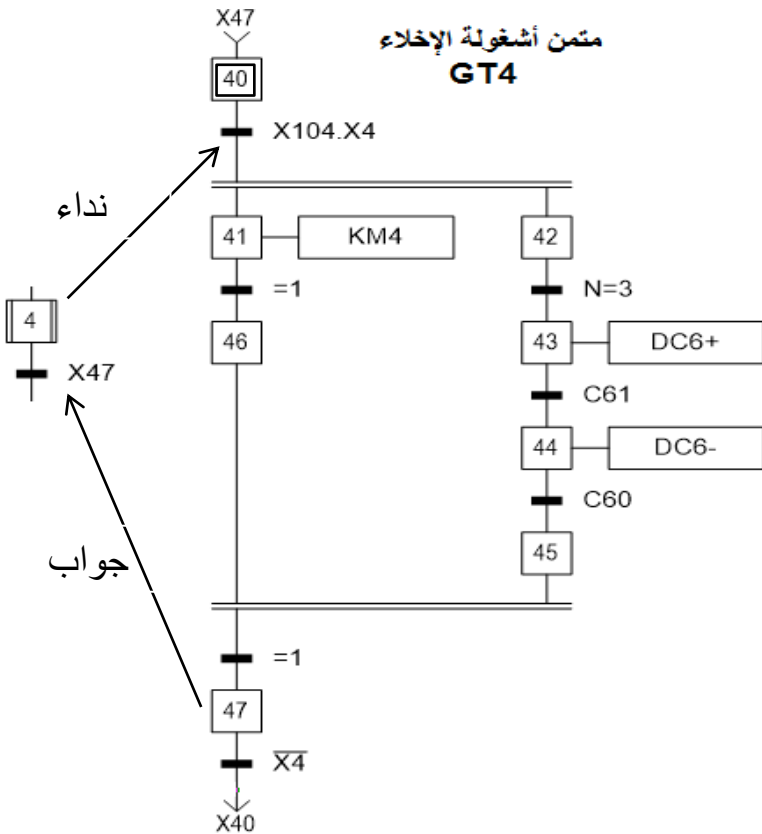 X47
متمن أشغولة الإخلاء
GT4
40
X104.X4
نداء
41
KM4
42
=1
N=3
4
46
43
DC6+
X47
C61
44
DC6-
C60
جواب
45
=1
47
X4̅
X40